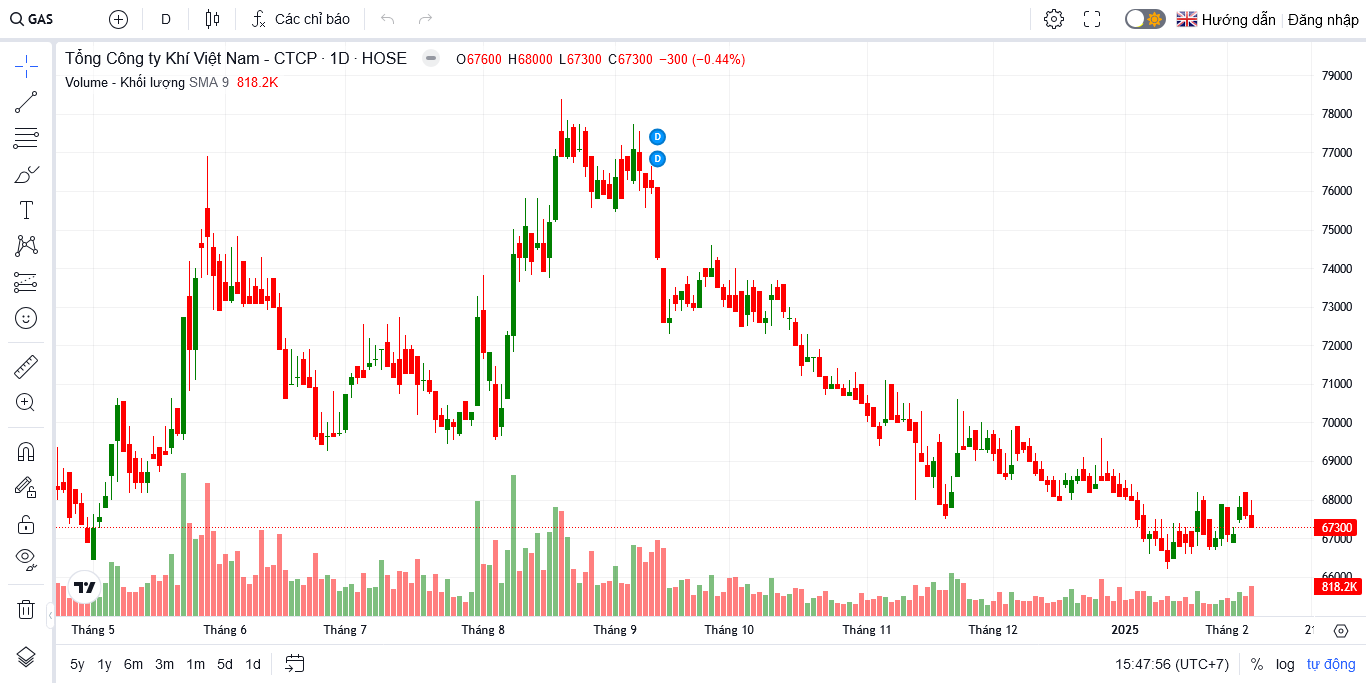 GAS D Các chỉ báo Hướng dẫn Đăng nhập
Tổng Công ty Khí Việt Nam - CTCP · 1D · HOSE O67600 H68000 L67300 C67300 −300 (−0.44%)
Volume - Khối lượng SMA 9 818.2K
D
D
79000
78000
77000
76000
75000
74000
73000
72000
71000
70000
69000
68000
67300
67000
66000
818.2K
Tháng 5 Tháng 6 Tháng 7 Tháng 8 Tháng 9 Tháng 10 Tháng 11 Tháng 12 2025 Tháng 2
5y 1y 6m 3m 1m 5d 1d 15:47:56 (UTC+7) % log tự động